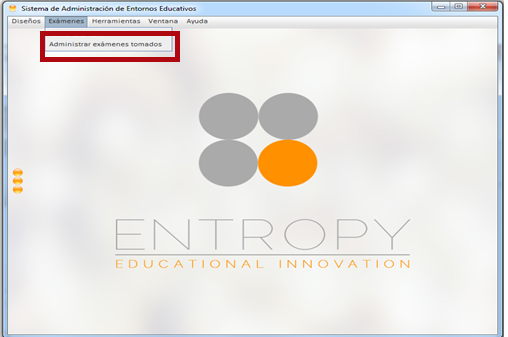 Sistema de Administración de Entornos Educativos
Diseños Exámenes Herramientas Ventana Ayuda
Administrar exámenes tomados
ENTROPY
EDUCATIONAL INNOVATION